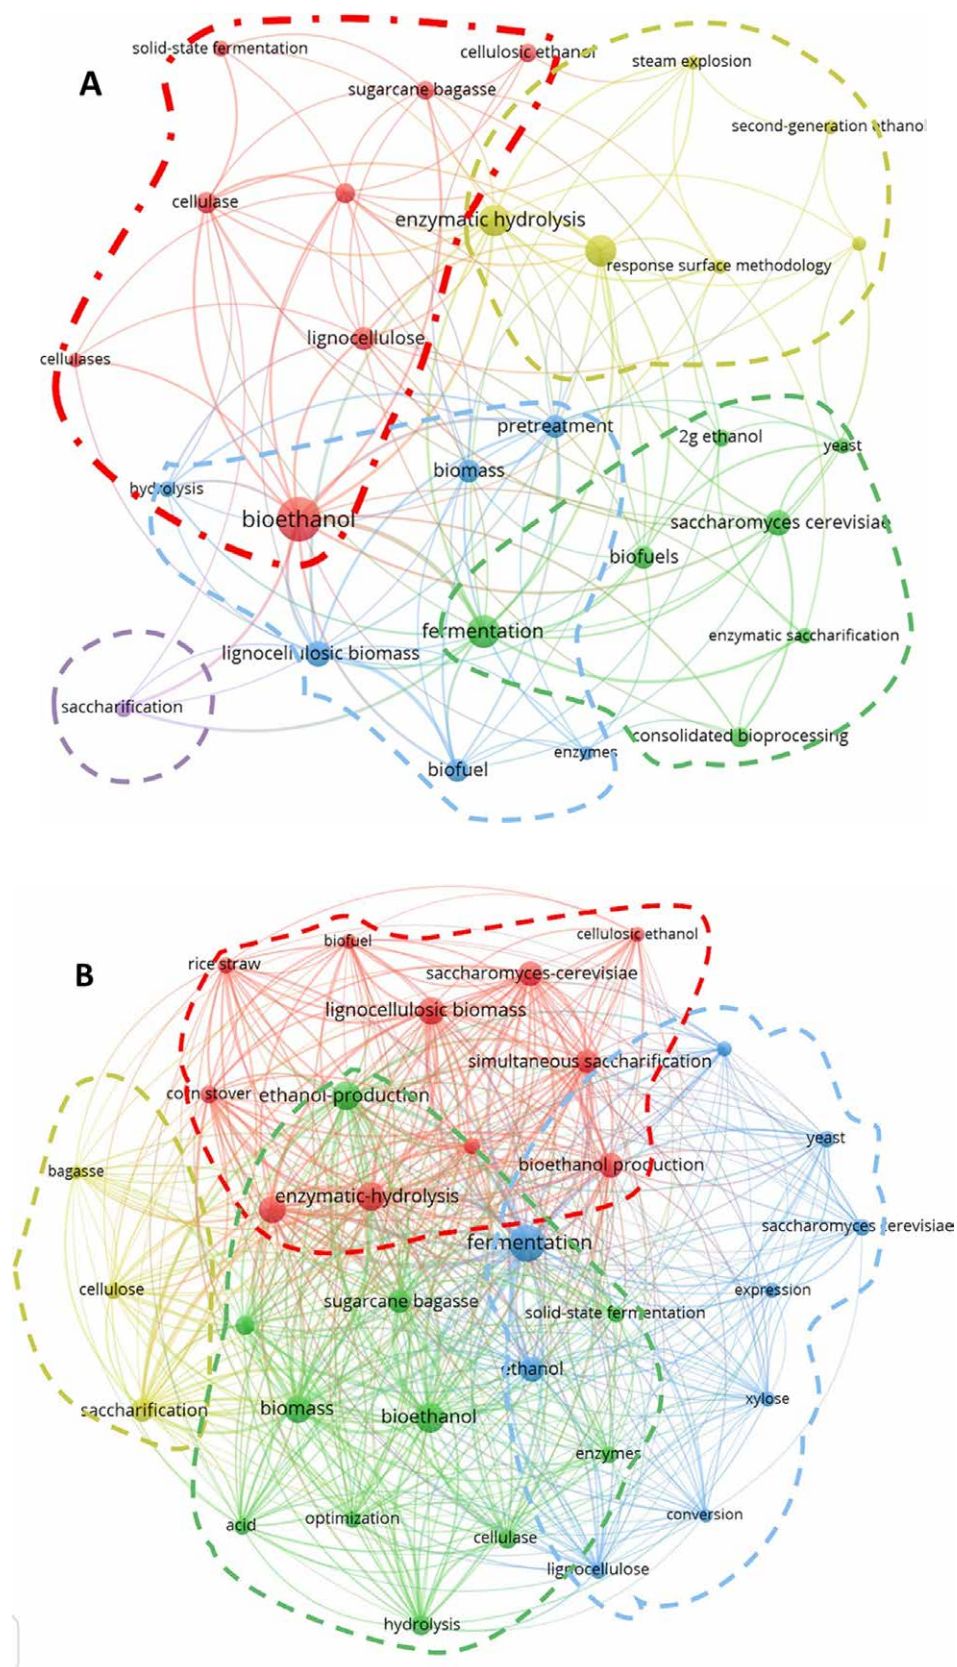 solid-state fermentation
cellulosic ethanol
steam explosion
A
sugarcane bagasse
second-generation ethanol
cellulase
enzymatic hydrolysis
response surface methodology
lignocellulose
cellulases
pretreatment
2g ethanol
yeast
biomass
hydrolysis
bioethanol
saccharomyces cerevisiae
biofuels
fermentation
enzymatic saccharification
lignocellulosic biomass
saccharification
consolidated bioprocessing
enzymes
biofuel
cellulosic ethanol
biofuel
rice straw
B
saccharomyces-cerevisiae
lignocellulosic biomass
simultaneous saccharification
corn stover
ethanol-production
yeast
bagasse
bioethanol production
enzymatic-hydrolysis
saccharomyces cerevisiae
fermentation
cellulose
expression
sugarcane bagasse
solid-state fermentation
ethanol
xylose
saccharification
biomass
bioethanol
enzymes
conversion
acid
optimization
cellulase
lignocellulose
hydrolysis